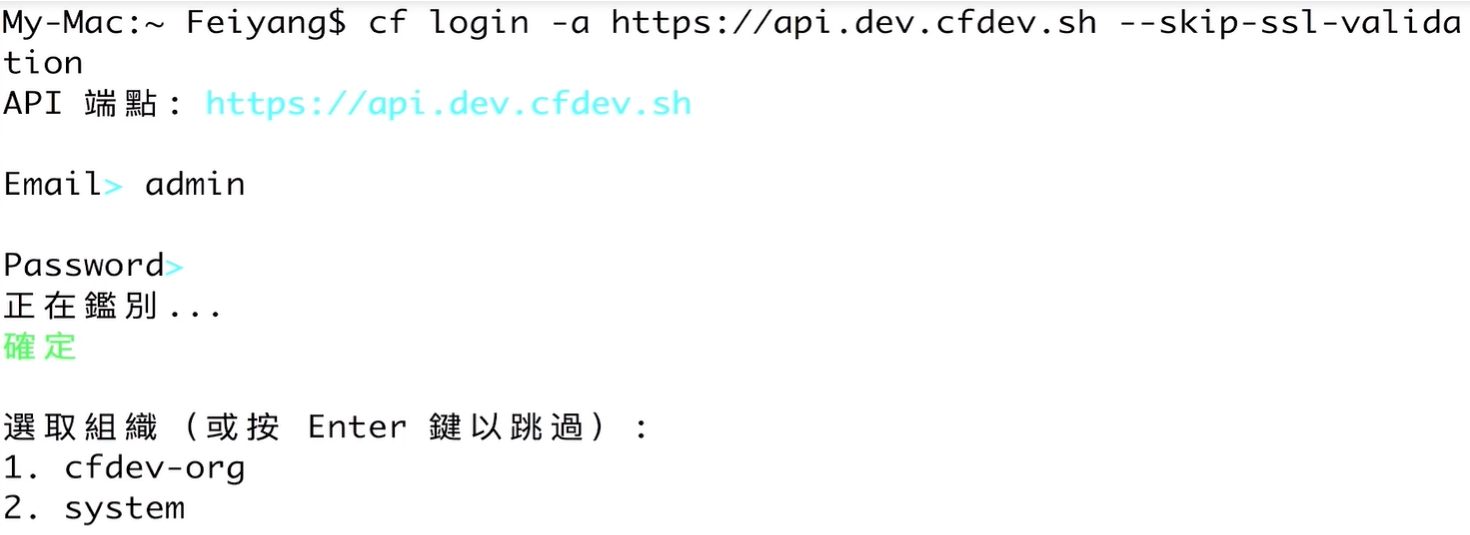 My-Mac:~ Feiyang$ cf login -a https://api.dev.cfdev.sh --skip-ssl-valida
tion
API 端點: https://api.dev.cfdev.sh
Email> admin
Password>
正在鑑別...
確定
選取組織（或按 Enter 鍵以跳過）:
1. cfdev-org
2. system